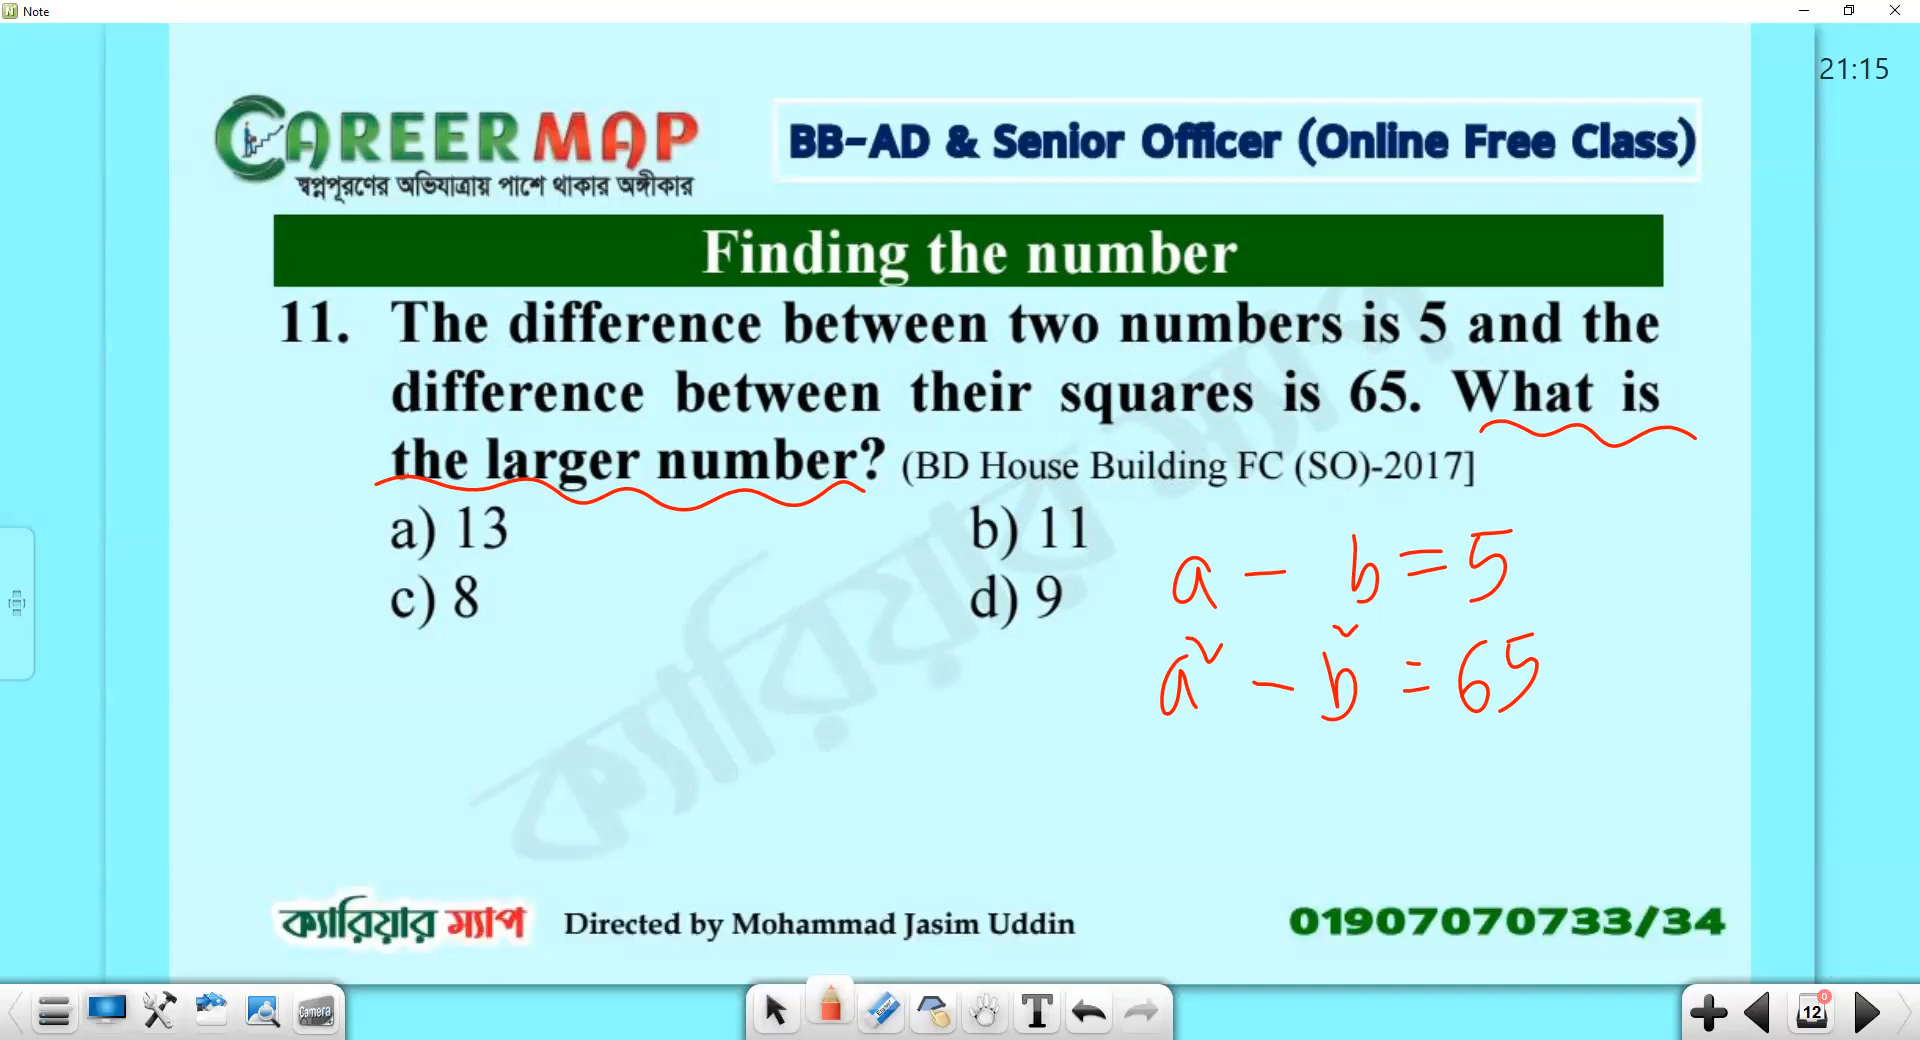 Note
21:15
CAREER MAP
স্বপ্নপূরণের অভিযাত্রায় পাশে থাকার অঙ্গীকার
BB-AD & Senior Officer (Online Free Class)
Finding the number
11. The difference between two numbers is 5 and the
difference between their squares is 65. What is
the larger number? (BD House Building FC (SO)-2017]
a) 13 b) 11
c) 8 d) 9
a - b = 5
a² - b² = 65
ক্যারিয়ার ম্যাপ
ক্যারিয়ার ম্যাপ Directed by Mohammad Jasim Uddin 01907070733/34
Camera
T
12
0